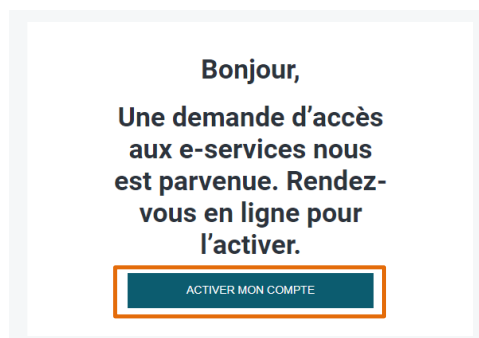 Bonjour,
Une demande d’accès
aux e-services nous
est parvenue. Rendez-
vous en ligne pour
l’activer.
ACTIVER MON COMPTE